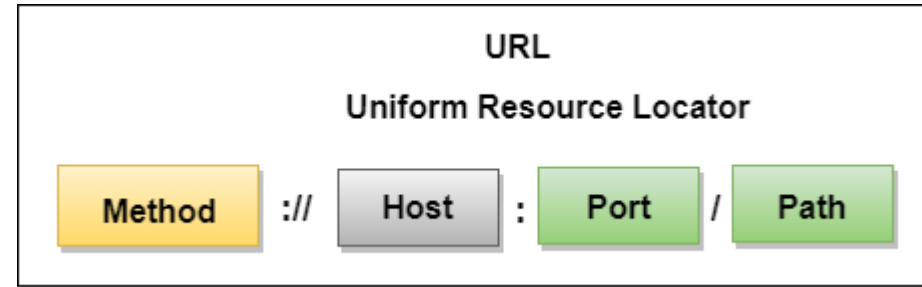 URL
Uniform Resource Locator
Method :// Host : Port / Path